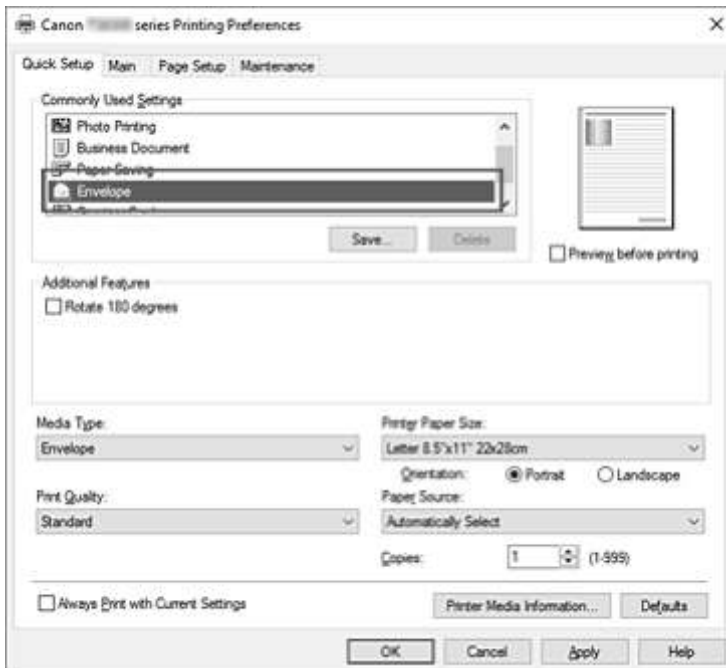 Canon series Printing Preferences
Quick Setup Main Page Setup Maintenance
Commonly Used Settings
Photo Printing
Business Document
Paper Saving
Envelope
Save... Delete
Preview before printing
Additional Features
Rotate 180 degrees
Media Type: Printer Paper Size:
Envelope Letter 8.5"x11" 22x28cm
Orientation: Portrait Landscape
Print Quality: Paper Source:
Standard Automatically Select
Copies: 1 (1-999)
Always Print with Current Settings Printer Media Information... Defaults
OK Cancel Apply Help